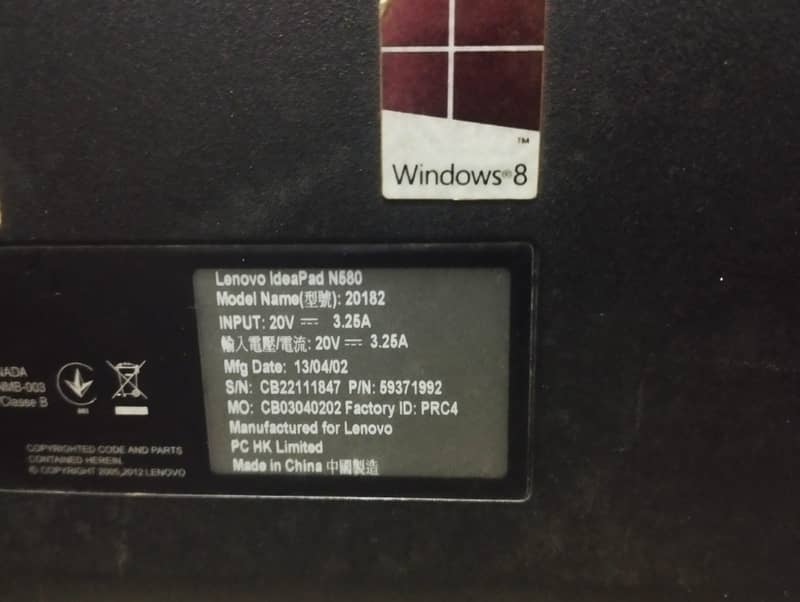 TM
Windows®8
Lenovo IdeaPad N580
Model Name(型號): 20182
INPUT: 20V ⎓ 3.25A
輸入電壓/電流: 20V ⎓ 3.25A
Mfg Date: 13/04/02
S/N: CB22111847 P/N: 59371992
MO: CB03040202 Factory ID: PRC4
Manufactured for Lenovo
PC HK Limited
Made in China 中國製造
NADA
NMB-003
/Classe B
COPYRIGHTED CODE AND PARTS
CONTAINED HEREIN.
© COPYRIGHT 2005,2012 LENOVO